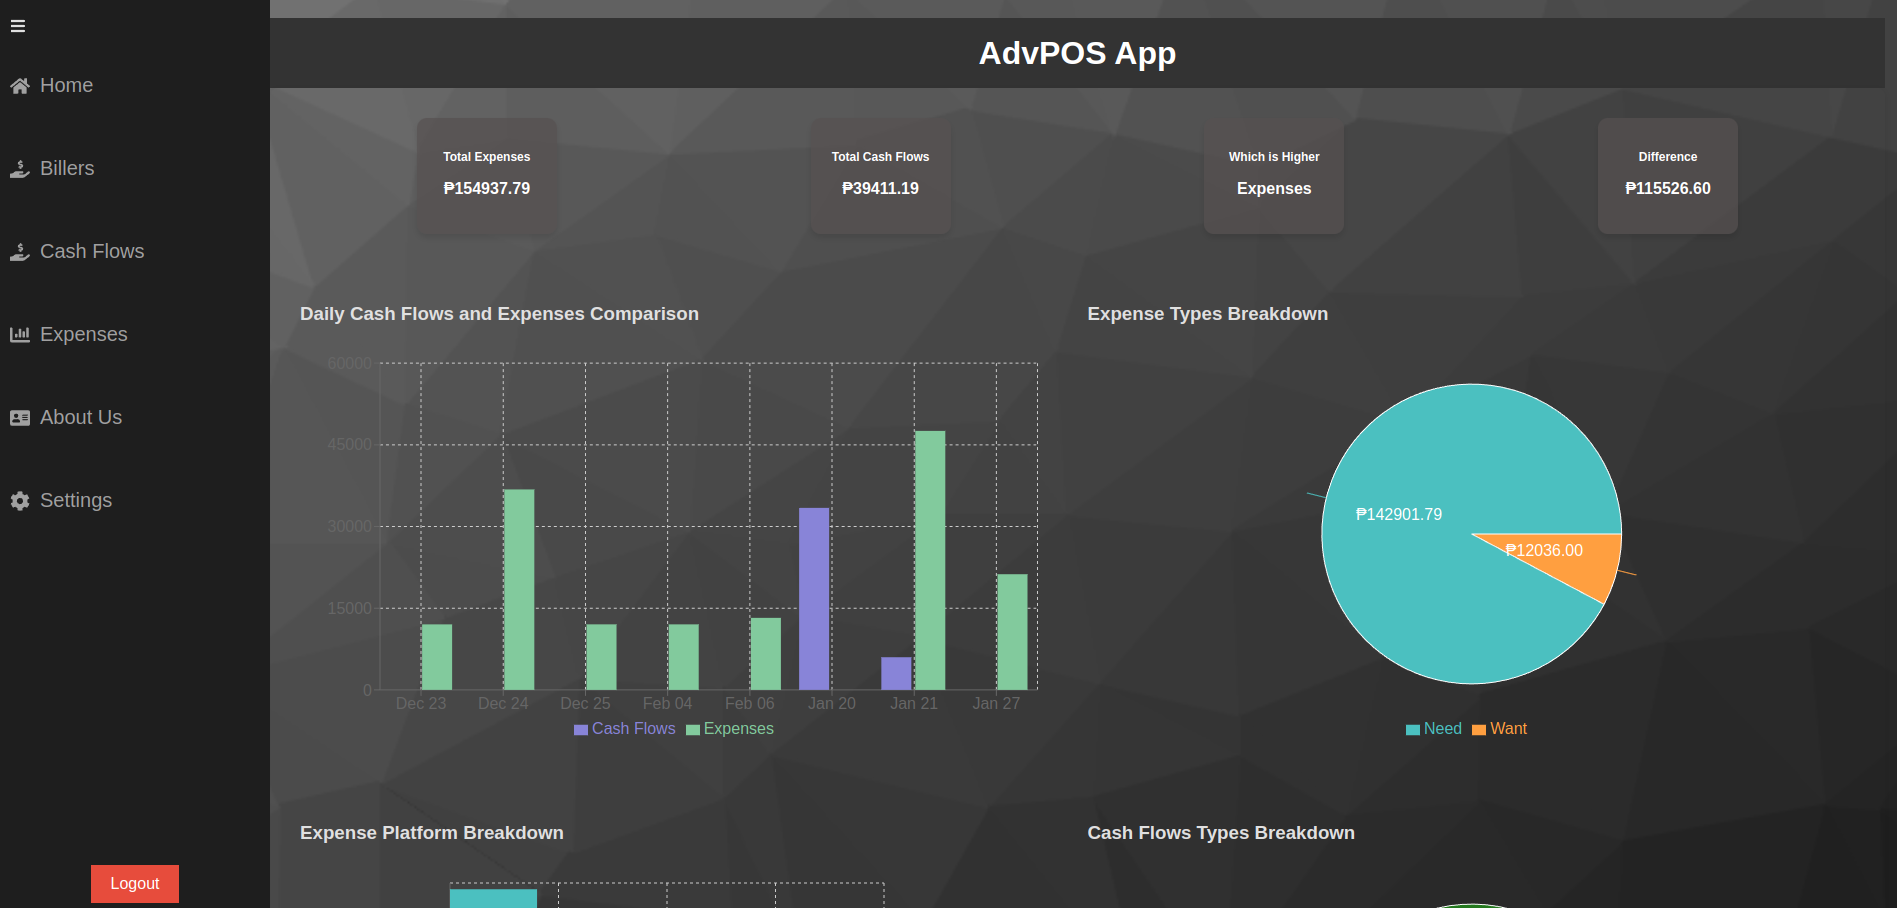 AdvPOS App
Home
Billers
Cash Flows
Expenses
About Us
Settings
Logout
Total Expenses
₱154937.79
Total Cash Flows
₱39411.19
Which is Higher
Expenses
Difference
₱115526.60
Daily Cash Flows and Expenses Comparison
60000
45000
30000
15000
0
Dec 23 Dec 24 Dec 25 Feb 04 Feb 06 Jan 20 Jan 21 Jan 27
Cash Flows Expenses
Expense Types Breakdown
₱142901.79
₱12036.00
Need Want
Expense Platform Breakdown
Cash Flows Types Breakdown